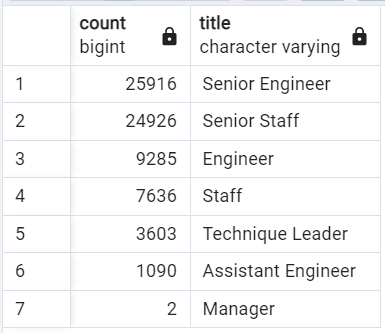 count title
bigint character varying
1 25916 Senior Engineer
2 24926 Senior Staff
3 9285 Engineer
4 7636 Staff
5 3603 Technique Leader
6 1090 Assistant Engineer
7 2 Manager